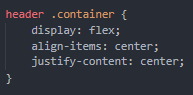 header .container {
    display: flex;
    align-items: center;
    justify-content: center;
}